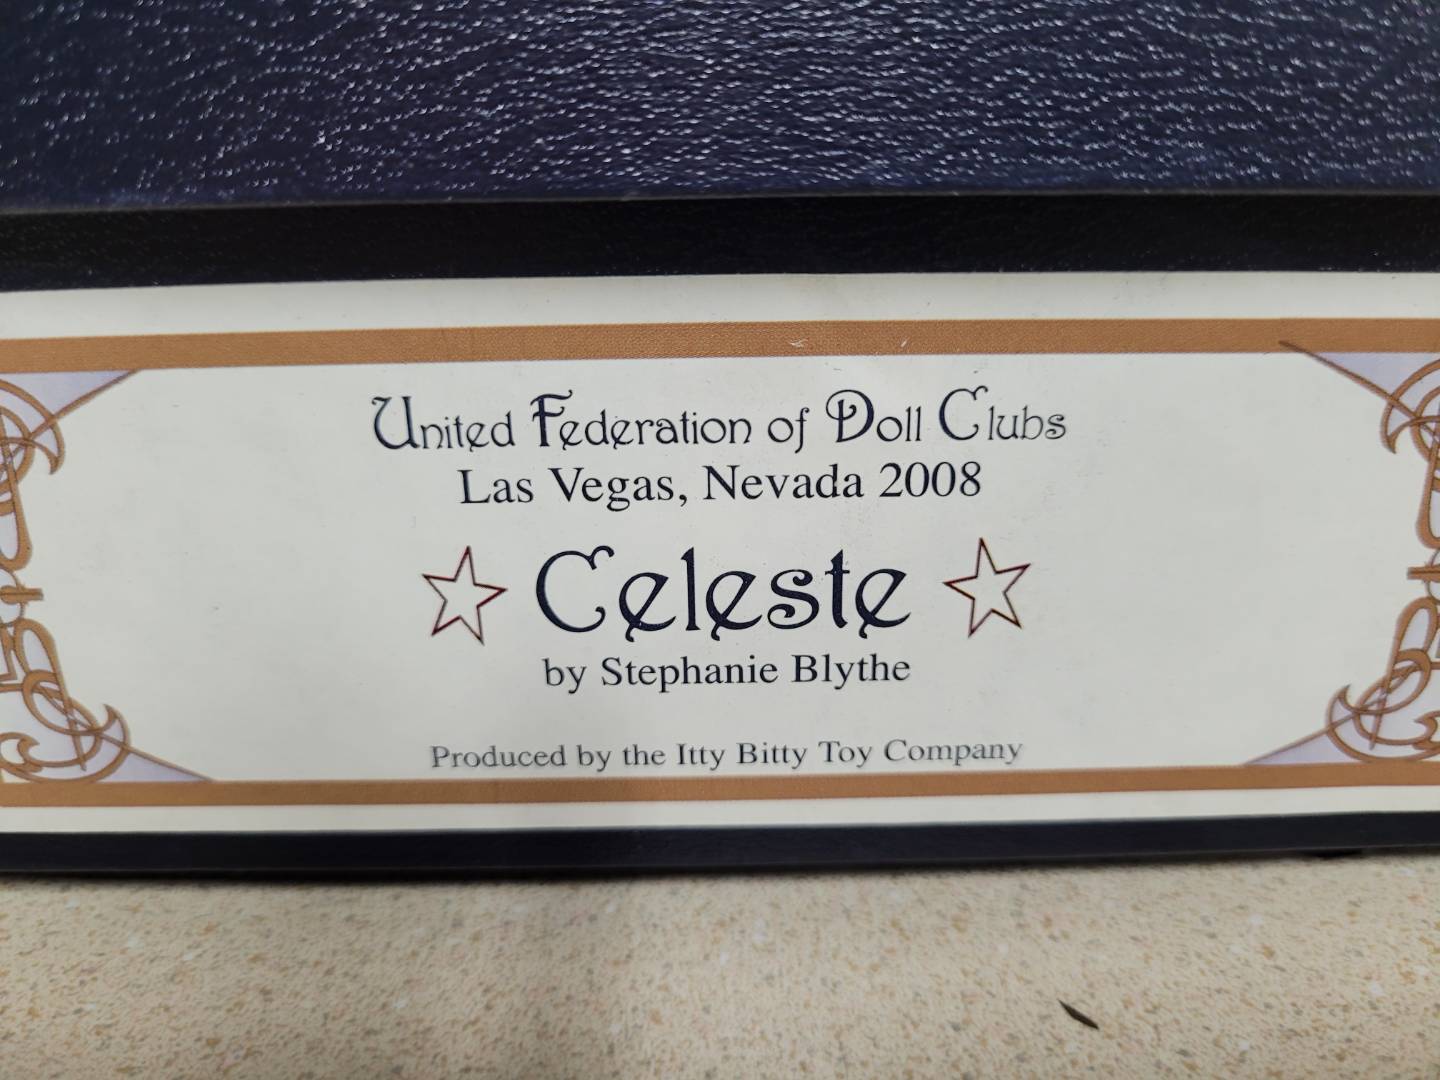 United Federation of Doll Clubs
Las Vegas, Nevada 2008
Celeste
by Stephanie Blythe
Produced by the Itty Bitty Toy Company